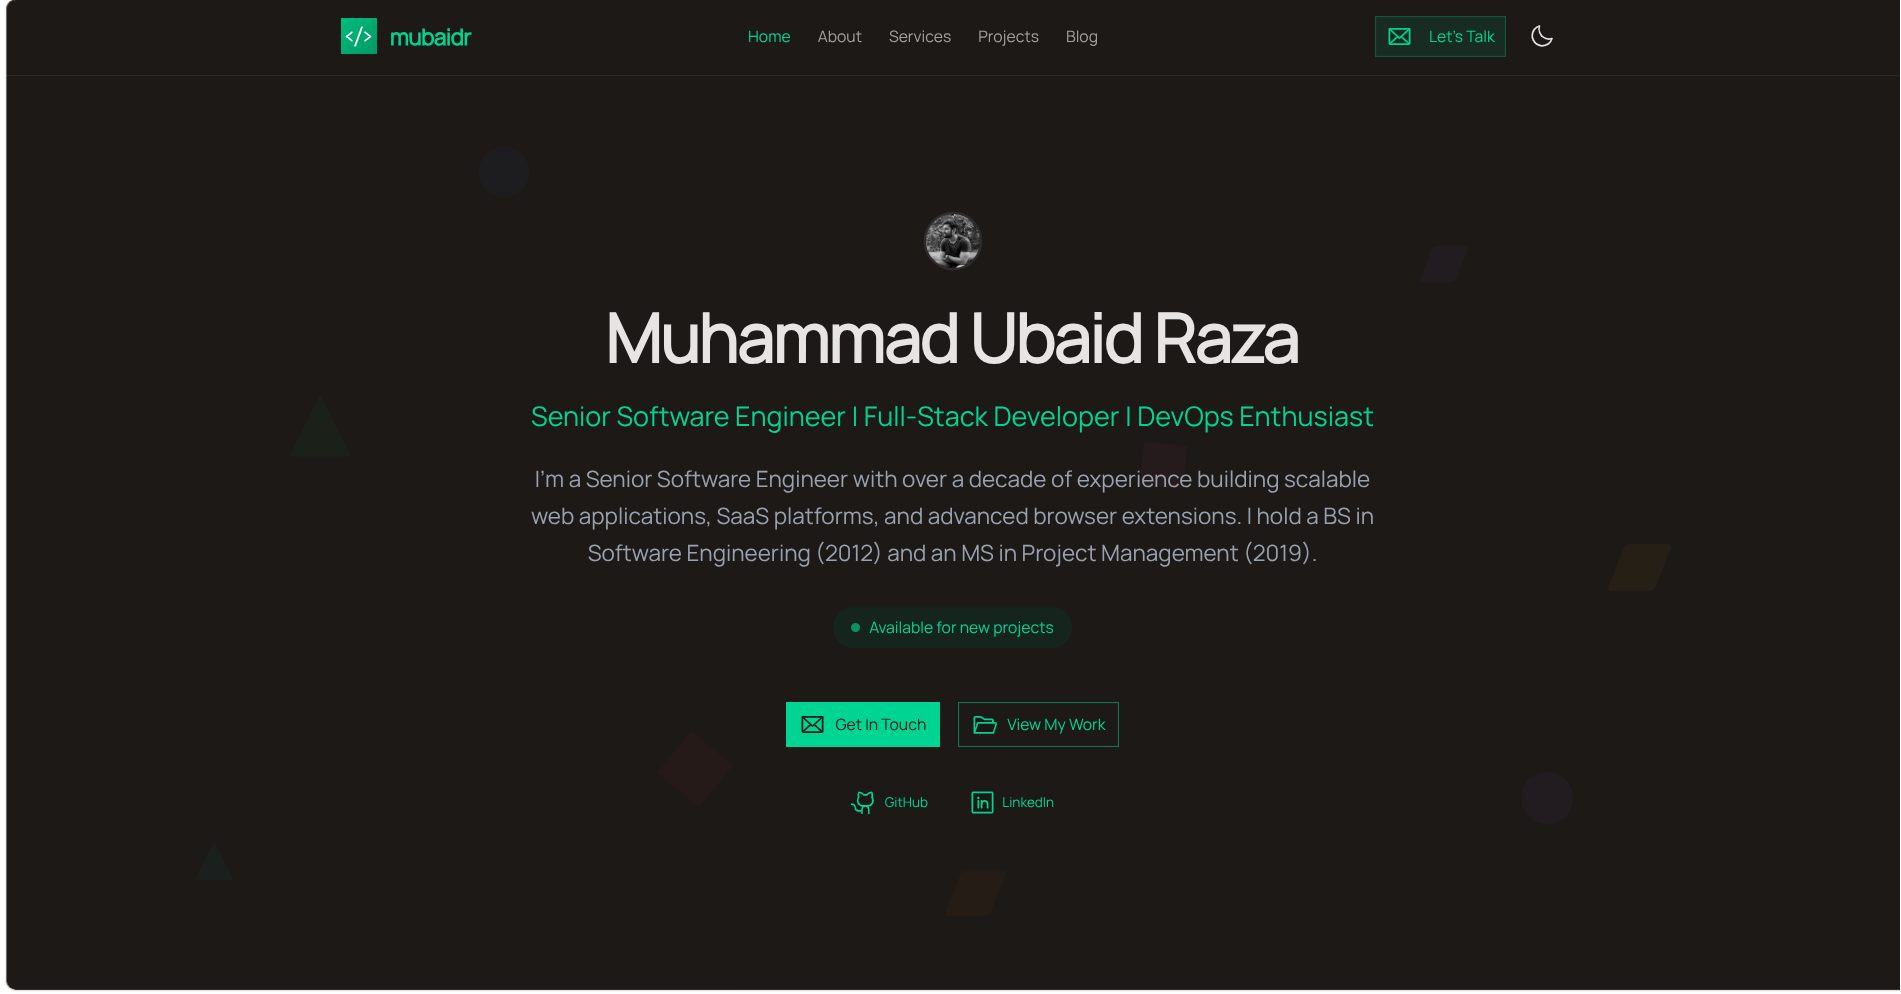 mubaidr
Home About Services Projects Blog
Let's Talk
Muhammad Ubaid Raza
Senior Software Engineer | Full-Stack Developer | DevOps Enthusiast
I'm a Senior Software Engineer with over a decade of experience building scalable
web applications, SaaS platforms, and advanced browser extensions. I hold a BS in
Software Engineering (2012) and an MS in Project Management (2019).
Available for new projects
Get In Touch View My Work
GitHub LinkedIn